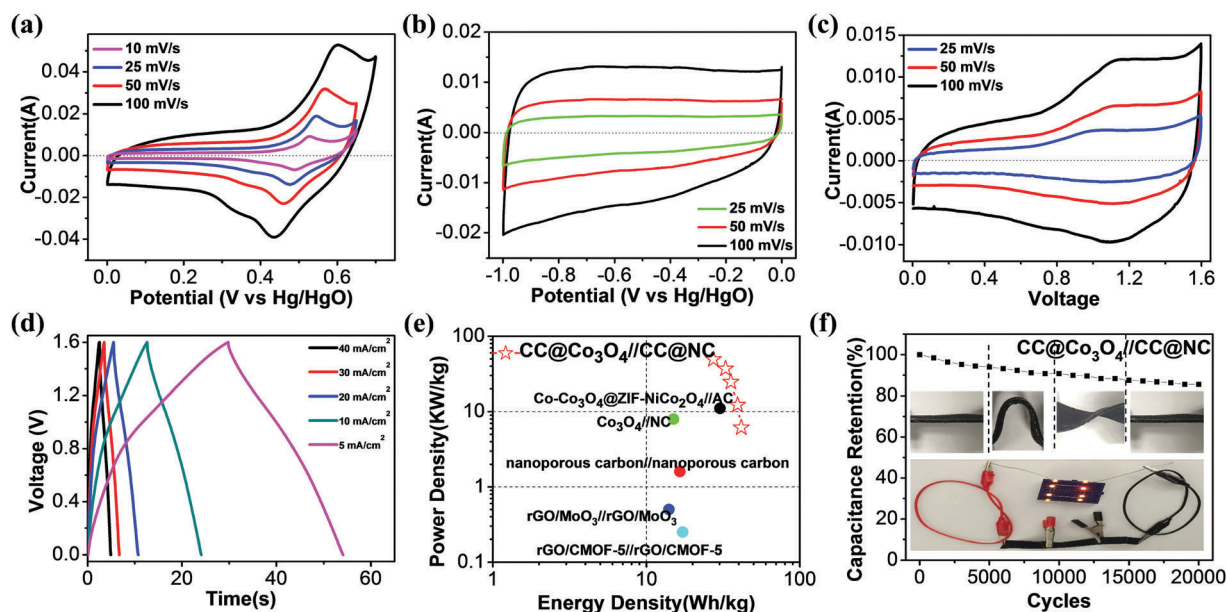 (a)
10 mV/s
25 mV/s
50 mV/s
100 mV/s
0.04
0.02
0.00
-0.02
-0.04
Current(A)
0.0 0.2 0.4 0.6
Potential (V vs Hg/HgO)
(b)
0.02
0.01
0.00
-0.01
-0.02
Current(A)
25 mV/s
50 mV/s
100 mV/s
-1.0 -0.8 -0.6 -0.4 -0.2 0.0
Potential (V vs Hg/HgO)
(c)
25 mV/s
50 mV/s
100 mV/s
0.015
0.010
0.005
0.000
-0.005
-0.010
Current(A)
0.0 0.4 0.8 1.2 1.6
Voltage
(d)
1.6
1.2
0.8
0.4
0.0
Voltage (V)
40 mA/cm²
30 mA/cm²
20 mA/cm²
10 mA/cm²
5 mA/cm²
0 20 40 60
Time(s)
(e)
100
10
1
0.1
Power Density(KW/kg)
CC@Co₃O₄//CC@NC
Co-Co₃O₄@ZIF-NiCo₂O₄//AC
Co₃O₄//NC
nanoporous carbon//nanoporous carbon
rGO/MoO₃//rGO/MoO₃
rGO/CMOF-5//rGO/CMOF-5
1 10 100
Energy Density(Wh/kg)
(f)
CC@Co₃O₄//CC@NC
100
80
60
40
20
0
Capacitance Retention(%)
0 5000 10000 15000 20000
Cycles